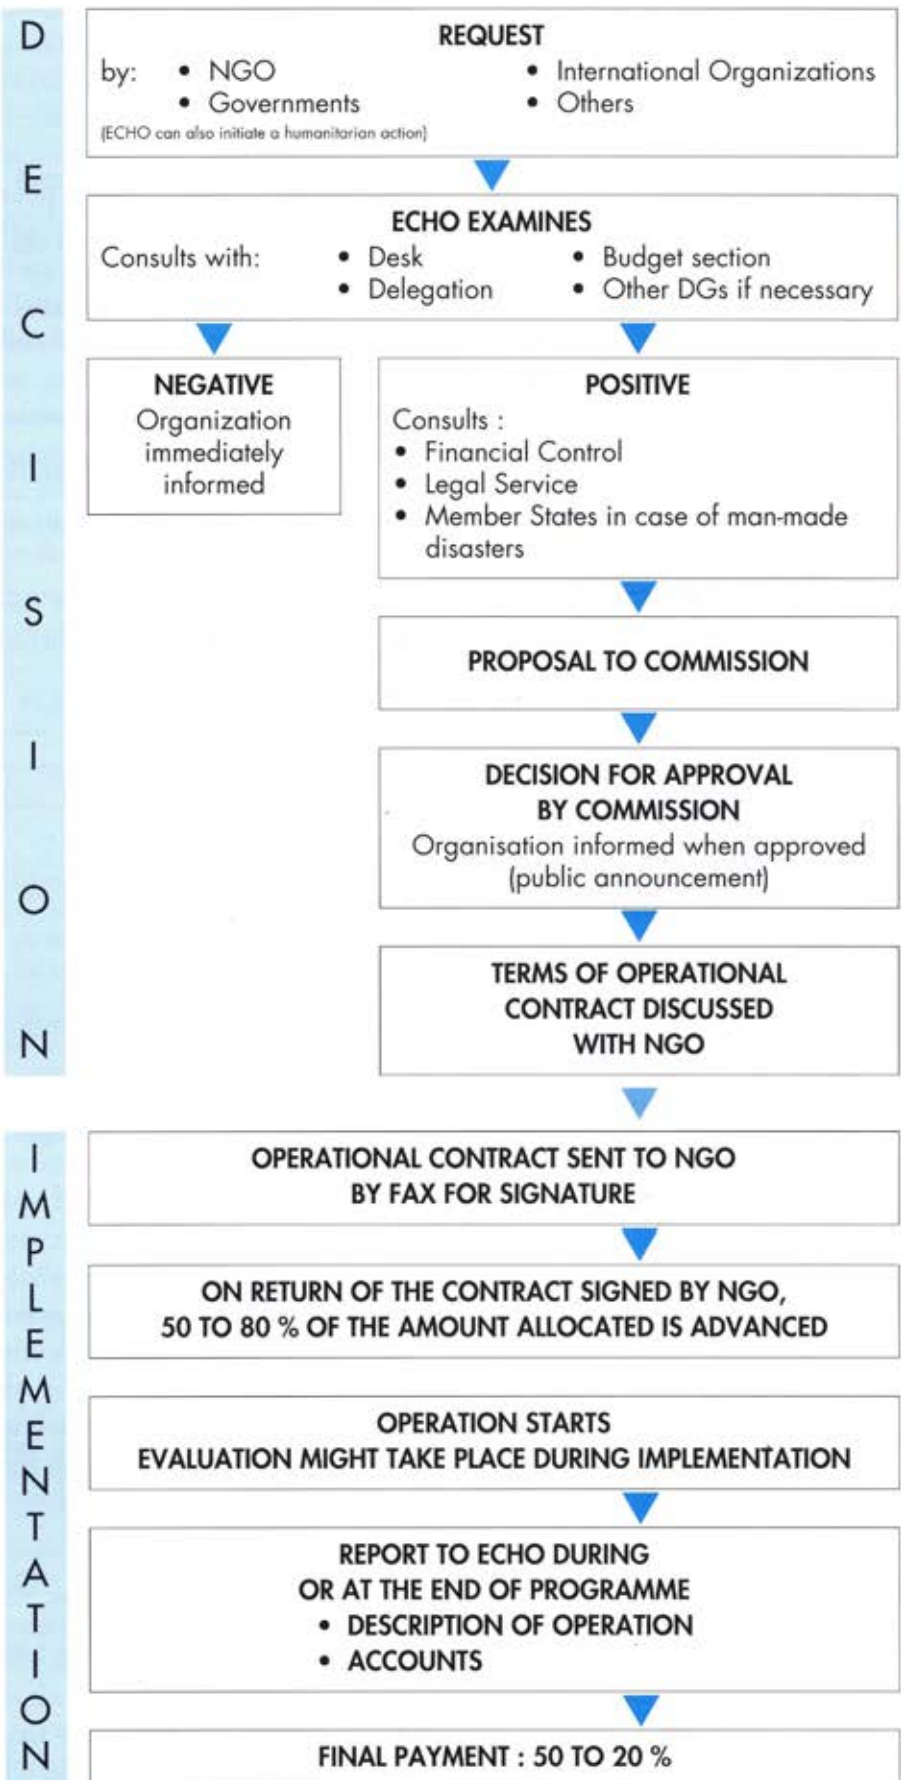 DECISION
REQUEST
by: • NGO • International Organizations
• Governments • Others
(ECHO can also initiate a humanitarian action)
ECHO EXAMINES
Consults with: • Desk • Budget section
• Delegation • Other DGs if necessary
NEGATIVE
Organization
immediately
informed
POSITIVE
Consults :
• Financial Control
• Legal Service
• Member States in case of man-made
disasters
PROPOSAL TO COMMISSION
DECISION FOR APPROVAL
BY COMMISSION
Organisation informed when approved
(public announcement)
TERMS OF OPERATIONAL
CONTRACT DISCUSSED
WITH NGO
IMPLEMENTATION
OPERATIONAL CONTRACT SENT TO NGO
BY FAX FOR SIGNATURE
ON RETURN OF THE CONTRACT SIGNED BY NGO,
50 TO 80 % OF THE AMOUNT ALLOCATED IS ADVANCED
OPERATION STARTS
EVALUATION MIGHT TAKE PLACE DURING IMPLEMENTATION
REPORT TO ECHO DURING
OR AT THE END OF PROGRAMME
• DESCRIPTION OF OPERATION
• ACCOUNTS
FINAL PAYMENT : 50 TO 20 %